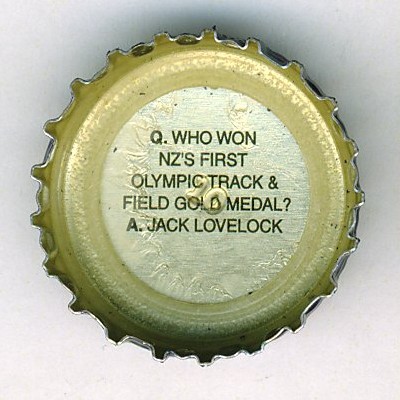 Q. WHO WON
NZ'S FIRST
OLYMPIC TRACK &
FIELD GOLD MEDAL?
A. JACK LOVELOCK